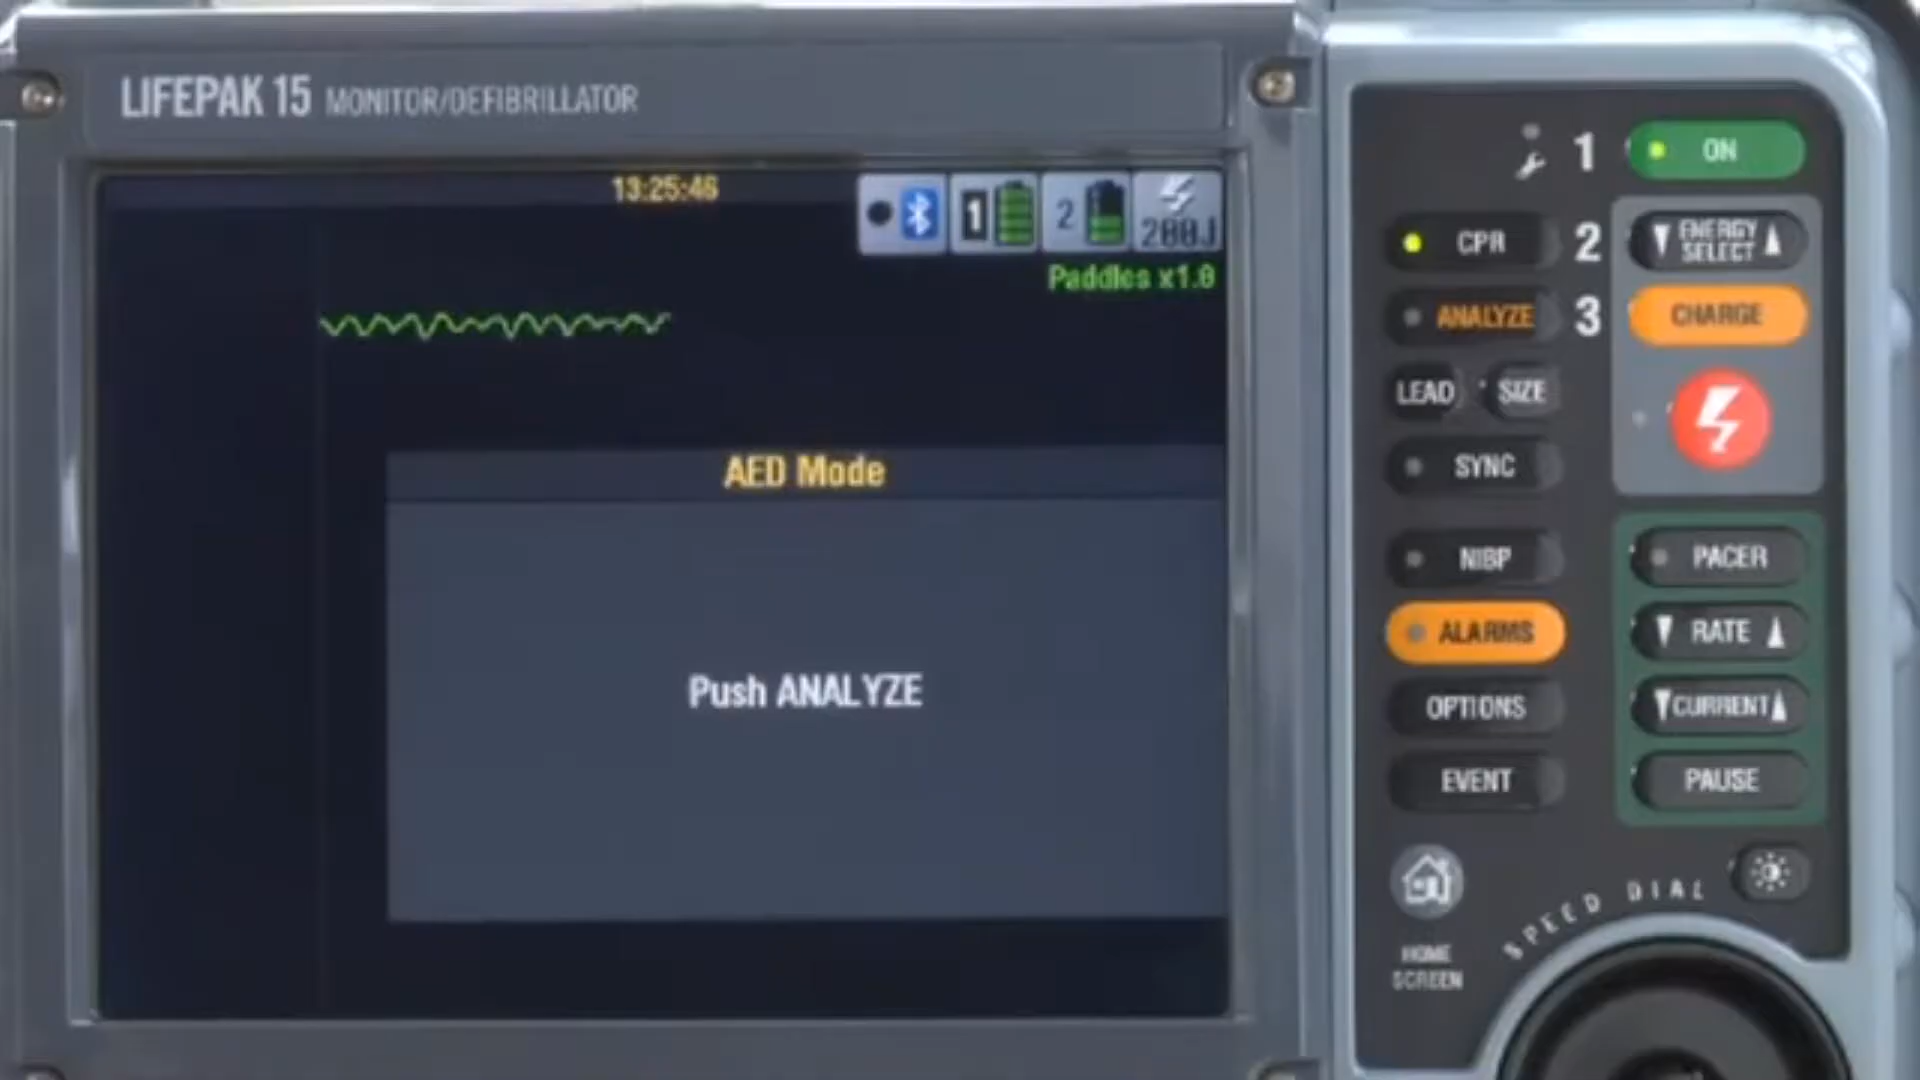 LIFEPAK 15 MONITOR/DEFIBRILLATOR
13:25:46
1
2
200J
Paddles x1.0
AED Mode
Push ANALYZE
1 ON
CPR 2 ENERGY SELECT
ANALYZE 3 CHARGE
LEAD SIZE
SYNC
NIBP PACER
ALARMS RATE
OPTIONS CURRENT
EVENT PAUSE
SPEED DIAL
HOME
SCREEN